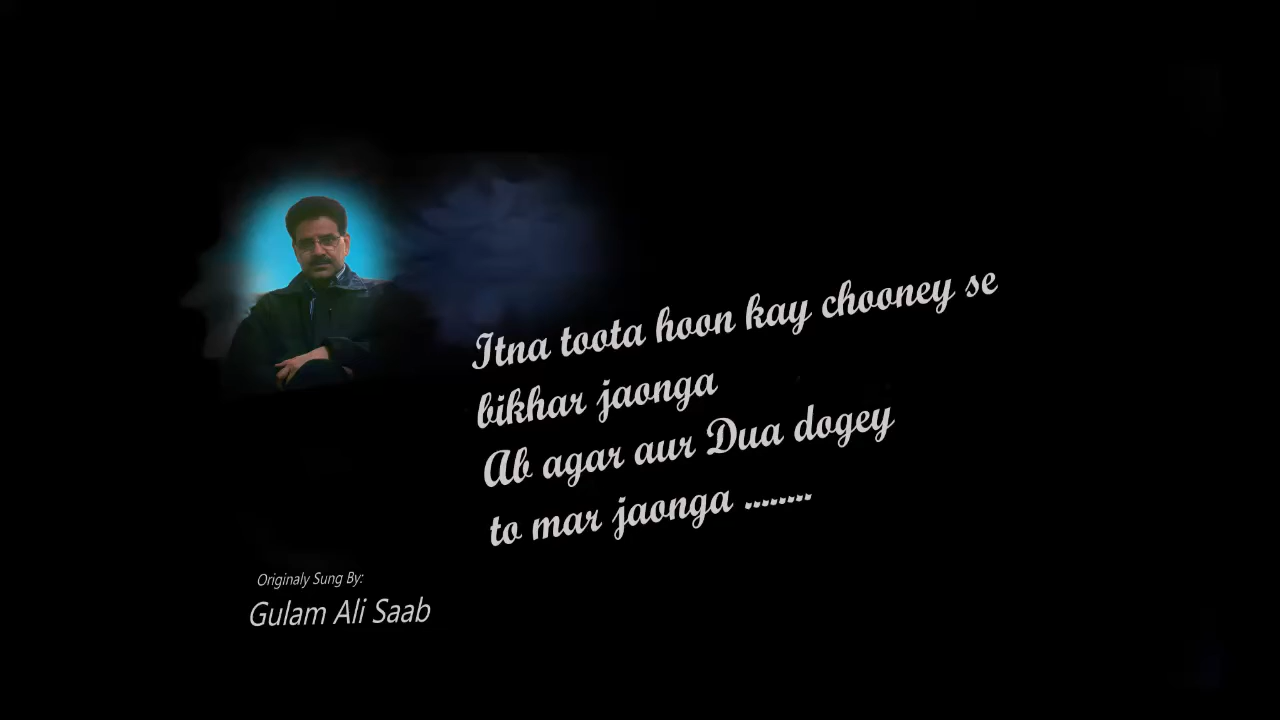 Itna toota hoon kay chooney se
bikhar jaonga
Ab agar aur Dua dogey
to mar jaonga ........
Originaly Sung By:
Gulam Ali Saab